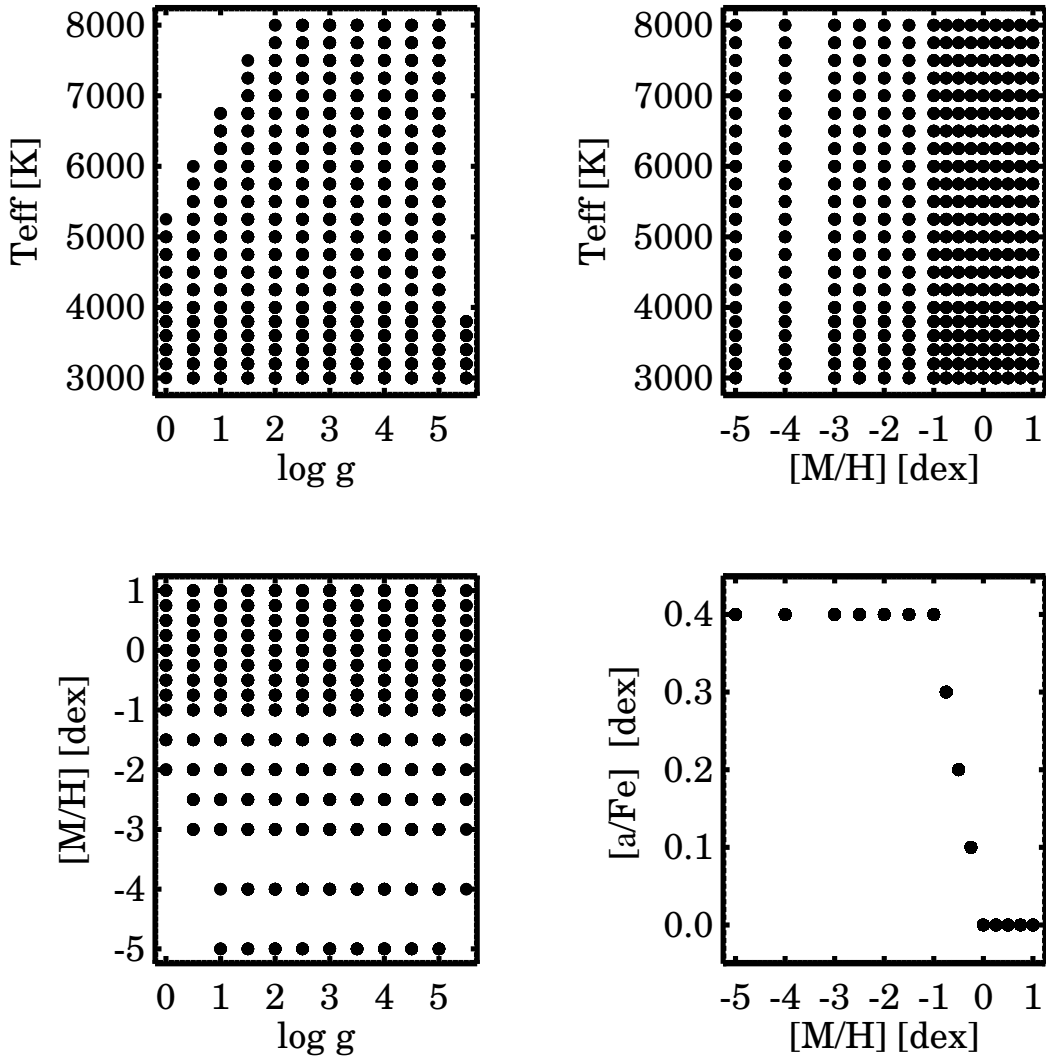 8000
7000
6000
5000
4000
3000
Teff [K]
0 1 2 3 4 5
log g
8000
7000
6000
5000
4000
3000
Teff [K]
-5 -4 -3 -2 -1 0 1
[M/H] [dex]
1
0
-1
-2
-3
-4
-5
[M/H] [dex]
0 1 2 3 4 5
log g
0.4
0.3
0.2
0.1
0.0
[a/Fe] [dex]
-5 -4 -3 -2 -1 0 1
[M/H] [dex]